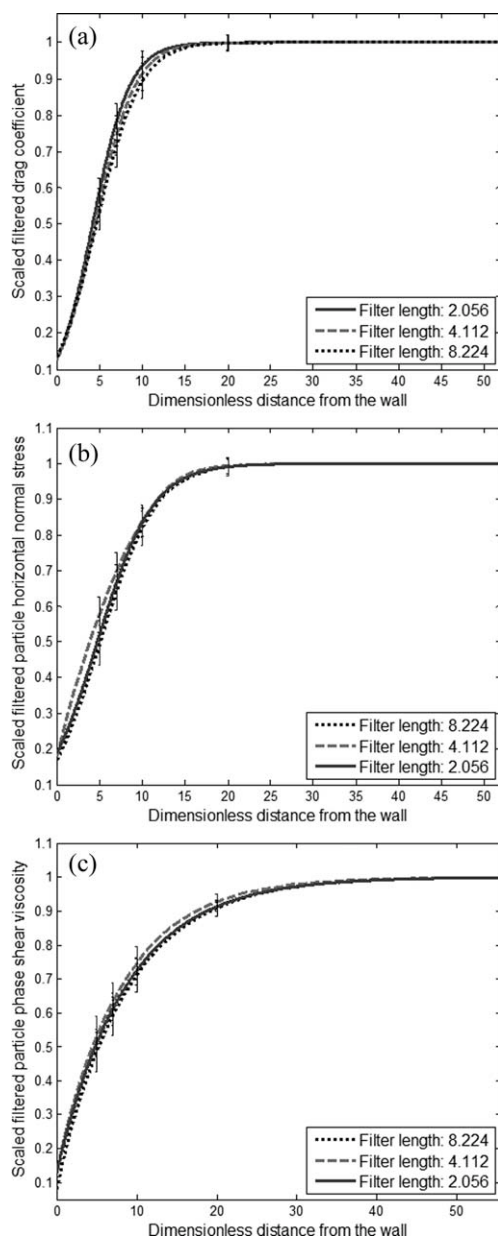 (a)
Scaled filtered drag coefficient
1
0.9
0.8
0.7
0.6
0.5
0.4
0.3
0.2
0.1
Filter length: 2.056
Filter length: 4.112
Filter length: 8.224
0 5 10 15 20 25 30 35 40 45 50
Dimensionless distance from the wall
(b)
Scaled filtered particle horizontal normal stress
1.1
1
0.9
0.8
0.7
0.6
0.5
0.4
0.3
0.2
0.1
Filter length: 8.224
Filter length: 4.112
Filter length: 2.056
0 5 10 15 20 25 30 35 40 45 50
Dimensionless distance from the wall
(c)
Scaled filtered particle phase shear viscosity
1.1
1
0.9
0.8
0.7
0.6
0.5
0.4
0.3
0.2
0.1
Filter length: 8.224
Filter length: 4.112
Filter length: 2.056
0 10 20 30 40 50
Dimensionless distance from the wall